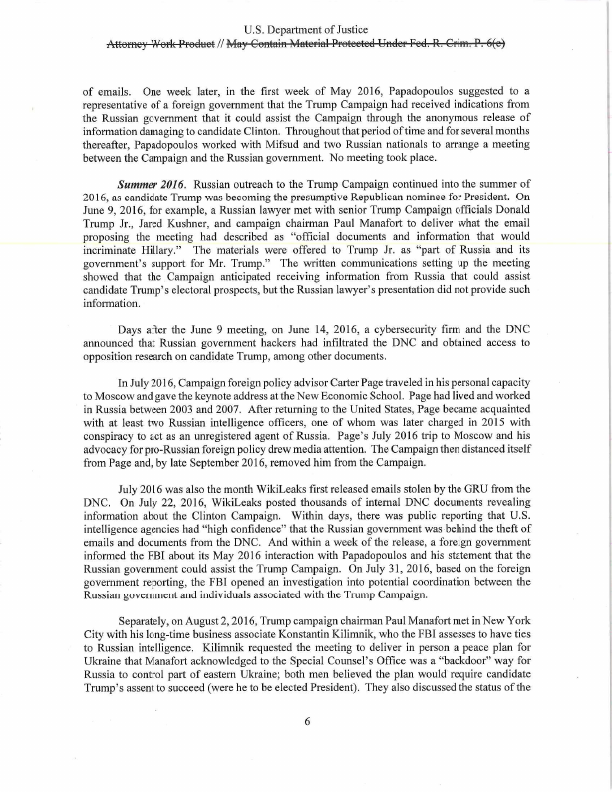 U.S. Department of Justice
Attorney Work Product // May Contain Material Protected Under Fed. R. Crim. P. 6(e)
of emails. One week later, in the first week of May 2016, Papadopoulos suggested to a
representative of a foreign government that the Trump Campaign had received indications from
the Russian government that it could assist the Campaign through the anonymous release of
information damaging to candidate Clinton. Throughout that period of time and for several months
thereafter, Papadopoulos worked with Mifsud and two Russian nationals to arrange a meeting
between the Campaign and the Russian government. No meeting took place.
Summer 2016. Russian outreach to the Trump Campaign continued into the summer of
2016, as candidate Trump was becoming the presumptive Republican nominee for President. On
June 9, 2016, for example, a Russian lawyer met with senior Trump Campaign officials Donald
Trump Jr., Jared Kushner, and campaign chairman Paul Manafort to deliver what the email
proposing the meeting had described as “official documents and information that would
incriminate Hillary.” The materials were offered to Trump Jr. as “part of Russia and its
government’s support for Mr. Trump.” The written communications setting up the meeting
showed that the Campaign anticipated receiving information from Russia that could assist
candidate Trump’s electoral prospects, but the Russian lawyer’s presentation did not provide such
information.
Days after the June 9 meeting, on June 14, 2016, a cybersecurity firm and the DNC
announced that Russian government hackers had infiltrated the DNC and obtained access to
opposition research on candidate Trump, among other documents.
In July 2016, Campaign foreign policy advisor Carter Page traveled in his personal capacity
to Moscow and gave the keynote address at the New Economic School. Page had lived and worked
in Russia between 2003 and 2007. After returning to the United States, Page became acquainted
with at least two Russian intelligence officers, one of whom was later charged in 2015 with
conspiracy to act as an unregistered agent of Russia. Page’s July 2016 trip to Moscow and his
advocacy for pro-Russian foreign policy drew media attention. The Campaign then distanced itself
from Page and, by late September 2016, removed him from the Campaign.
July 2016 was also the month WikiLeaks first released emails stolen by the GRU from the
DNC. On July 22, 2016, WikiLeaks posted thousands of internal DNC documents revealing
information about the Clinton Campaign. Within days, there was public reporting that U.S.
intelligence agencies had “high confidence” that the Russian government was behind the theft of
emails and documents from the DNC. And within a week of the release, a foreign government
informed the FBI about its May 2016 interaction with Papadopoulos and his statement that the
Russian government could assist the Trump Campaign. On July 31, 2016, based on the foreign
government reporting, the FBI opened an investigation into potential coordination between the
Russian government and individuals associated with the Trump Campaign.
Separately, on August 2, 2016, Trump campaign chairman Paul Manafort met in New York
City with his long-time business associate Konstantin Kilimnik, who the FBI assesses to have ties
to Russian intelligence. Kilimnik requested the meeting to deliver in person a peace plan for
Ukraine that Manafort acknowledged to the Special Counsel’s Office was a “backdoor” way for
Russia to control part of eastern Ukraine; both men believed the plan would require candidate
Trump’s assent to succeed (were he to be elected President). They also discussed the status of the
6